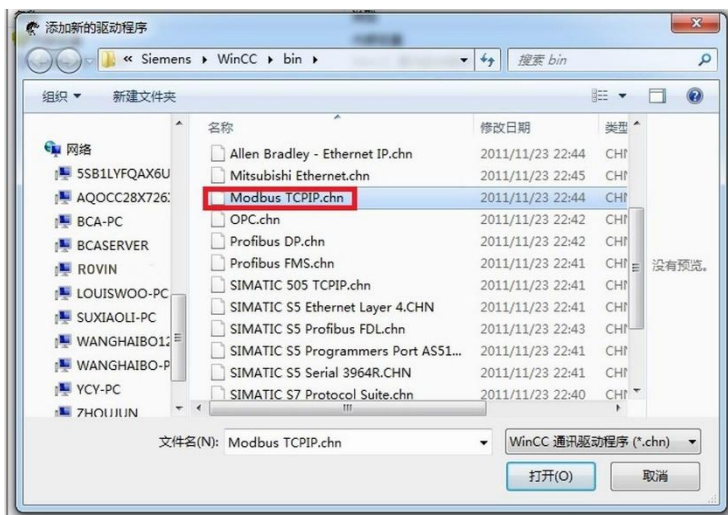 添加新的驱动程序
« Siemens ▸ WinCC ▸ bin ▸
搜索 bin
组织 ▼ 新建文件夹
名称 修改日期 类型
网络
5SB1LYFQAX6U
AQOCC28X726
BCA-PC
BCASERVER
ROVIN
LOUISWOO-PC
SUXIAOLI-PC
WANGHAIBO12
WANGHAIBO-P
YCY-PC
ZHOUJUN
Allen Bradley - Ethernet IP.chn 2011/11/23 22:44 CHN
Mitsubishi Ethernet.chn 2011/11/23 22:45 CHN
Modbus TCPIP.chn 2011/11/23 22:44 CHN
OPC.chn 2011/11/23 22:42 CHN
Profibus DP.chn 2011/11/23 22:42 CHN
Profibus FMS.chn 2011/11/23 22:41 CHN
SIMATIC 505 TCPIP.chn 2011/11/23 22:41 CHN
SIMATIC S5 Ethernet Layer 4.CHN 2011/11/23 22:41 CHN
SIMATIC S5 Profibus FDL.chn 2011/11/23 22:43 CHN
SIMATIC S5 Programmers Port AS51... 2011/11/23 22:41 CHN
SIMATIC S5 Serial 3964R.CHN 2011/11/23 22:41 CHN
SIMATIC S7 Protocol Suite.chn 2011/11/23 22:40 CHN
没有预览。
文件名(N): Modbus TCPIP.chn
WinCC 通讯驱动程序 (*.chn)
打开(O) 取消